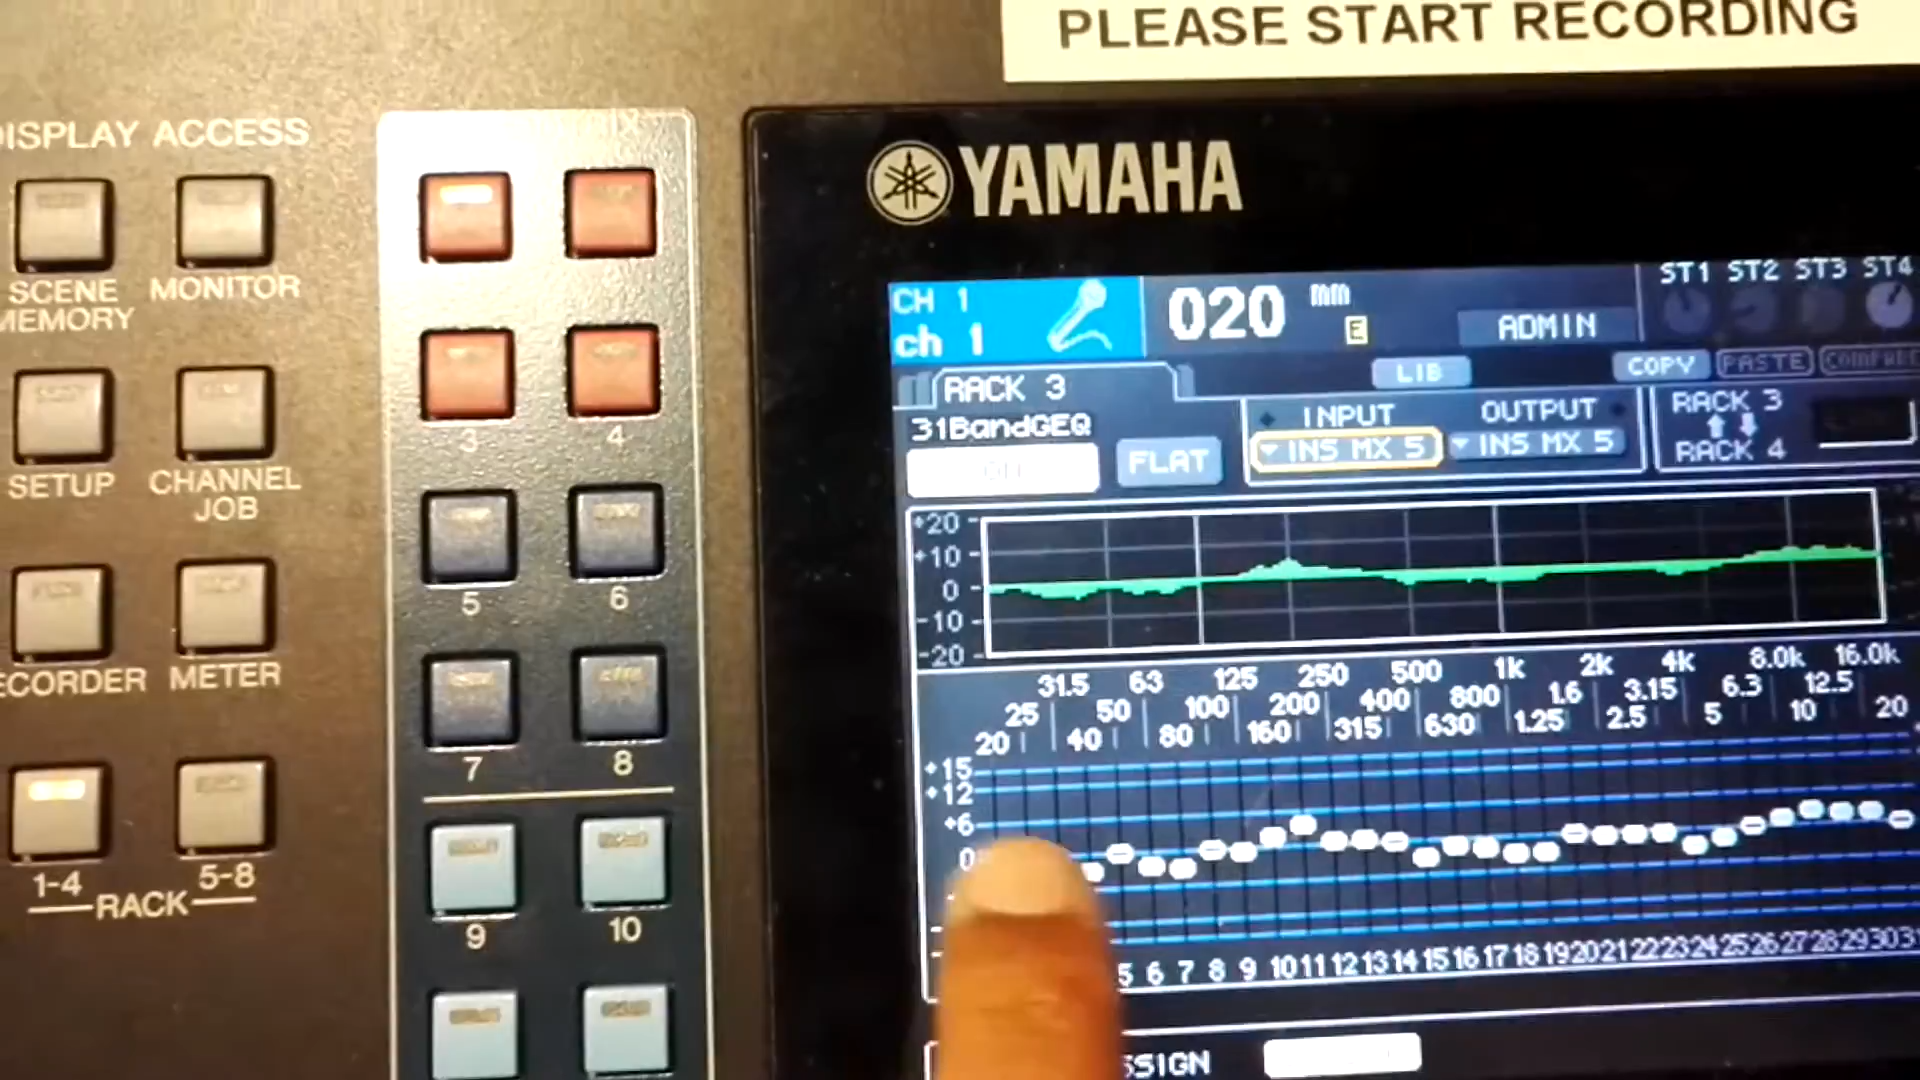 PLEASE START RECORDING
DISPLAY ACCESS
SCENE MEMORY
MONITOR
SETUP
CHANNEL JOB
ECORDER
METER
1-4
5-8
RACK
3
4
5
6
7
8
9
10
YAMAHA
CH 1
ch 1
020
mm
E
ADMIN
ST1 ST2 ST3 ST4
RACK 3
LIB
COPY
PASTE
31BandGEQ
FLAT
INPUT
INS MX 5
OUTPUT
INS MX 5
RACK 3
RACK 4
+20
+10
0
-10
-20
31.5 63 125 250 500 1k 2k 4k 8.0k 16.0k
25 50 100 200 400 800 1.6 3.15 6.3 12.5
20 40 80 160 315 630 1.25 2.5 5 10 20
+15
+12
+6
0
5 6 7 8 9 10 11 12 13 14 15 16 17 18 19 20 21 22 23 24 25 26 27 28 29 30 3
SSIGN